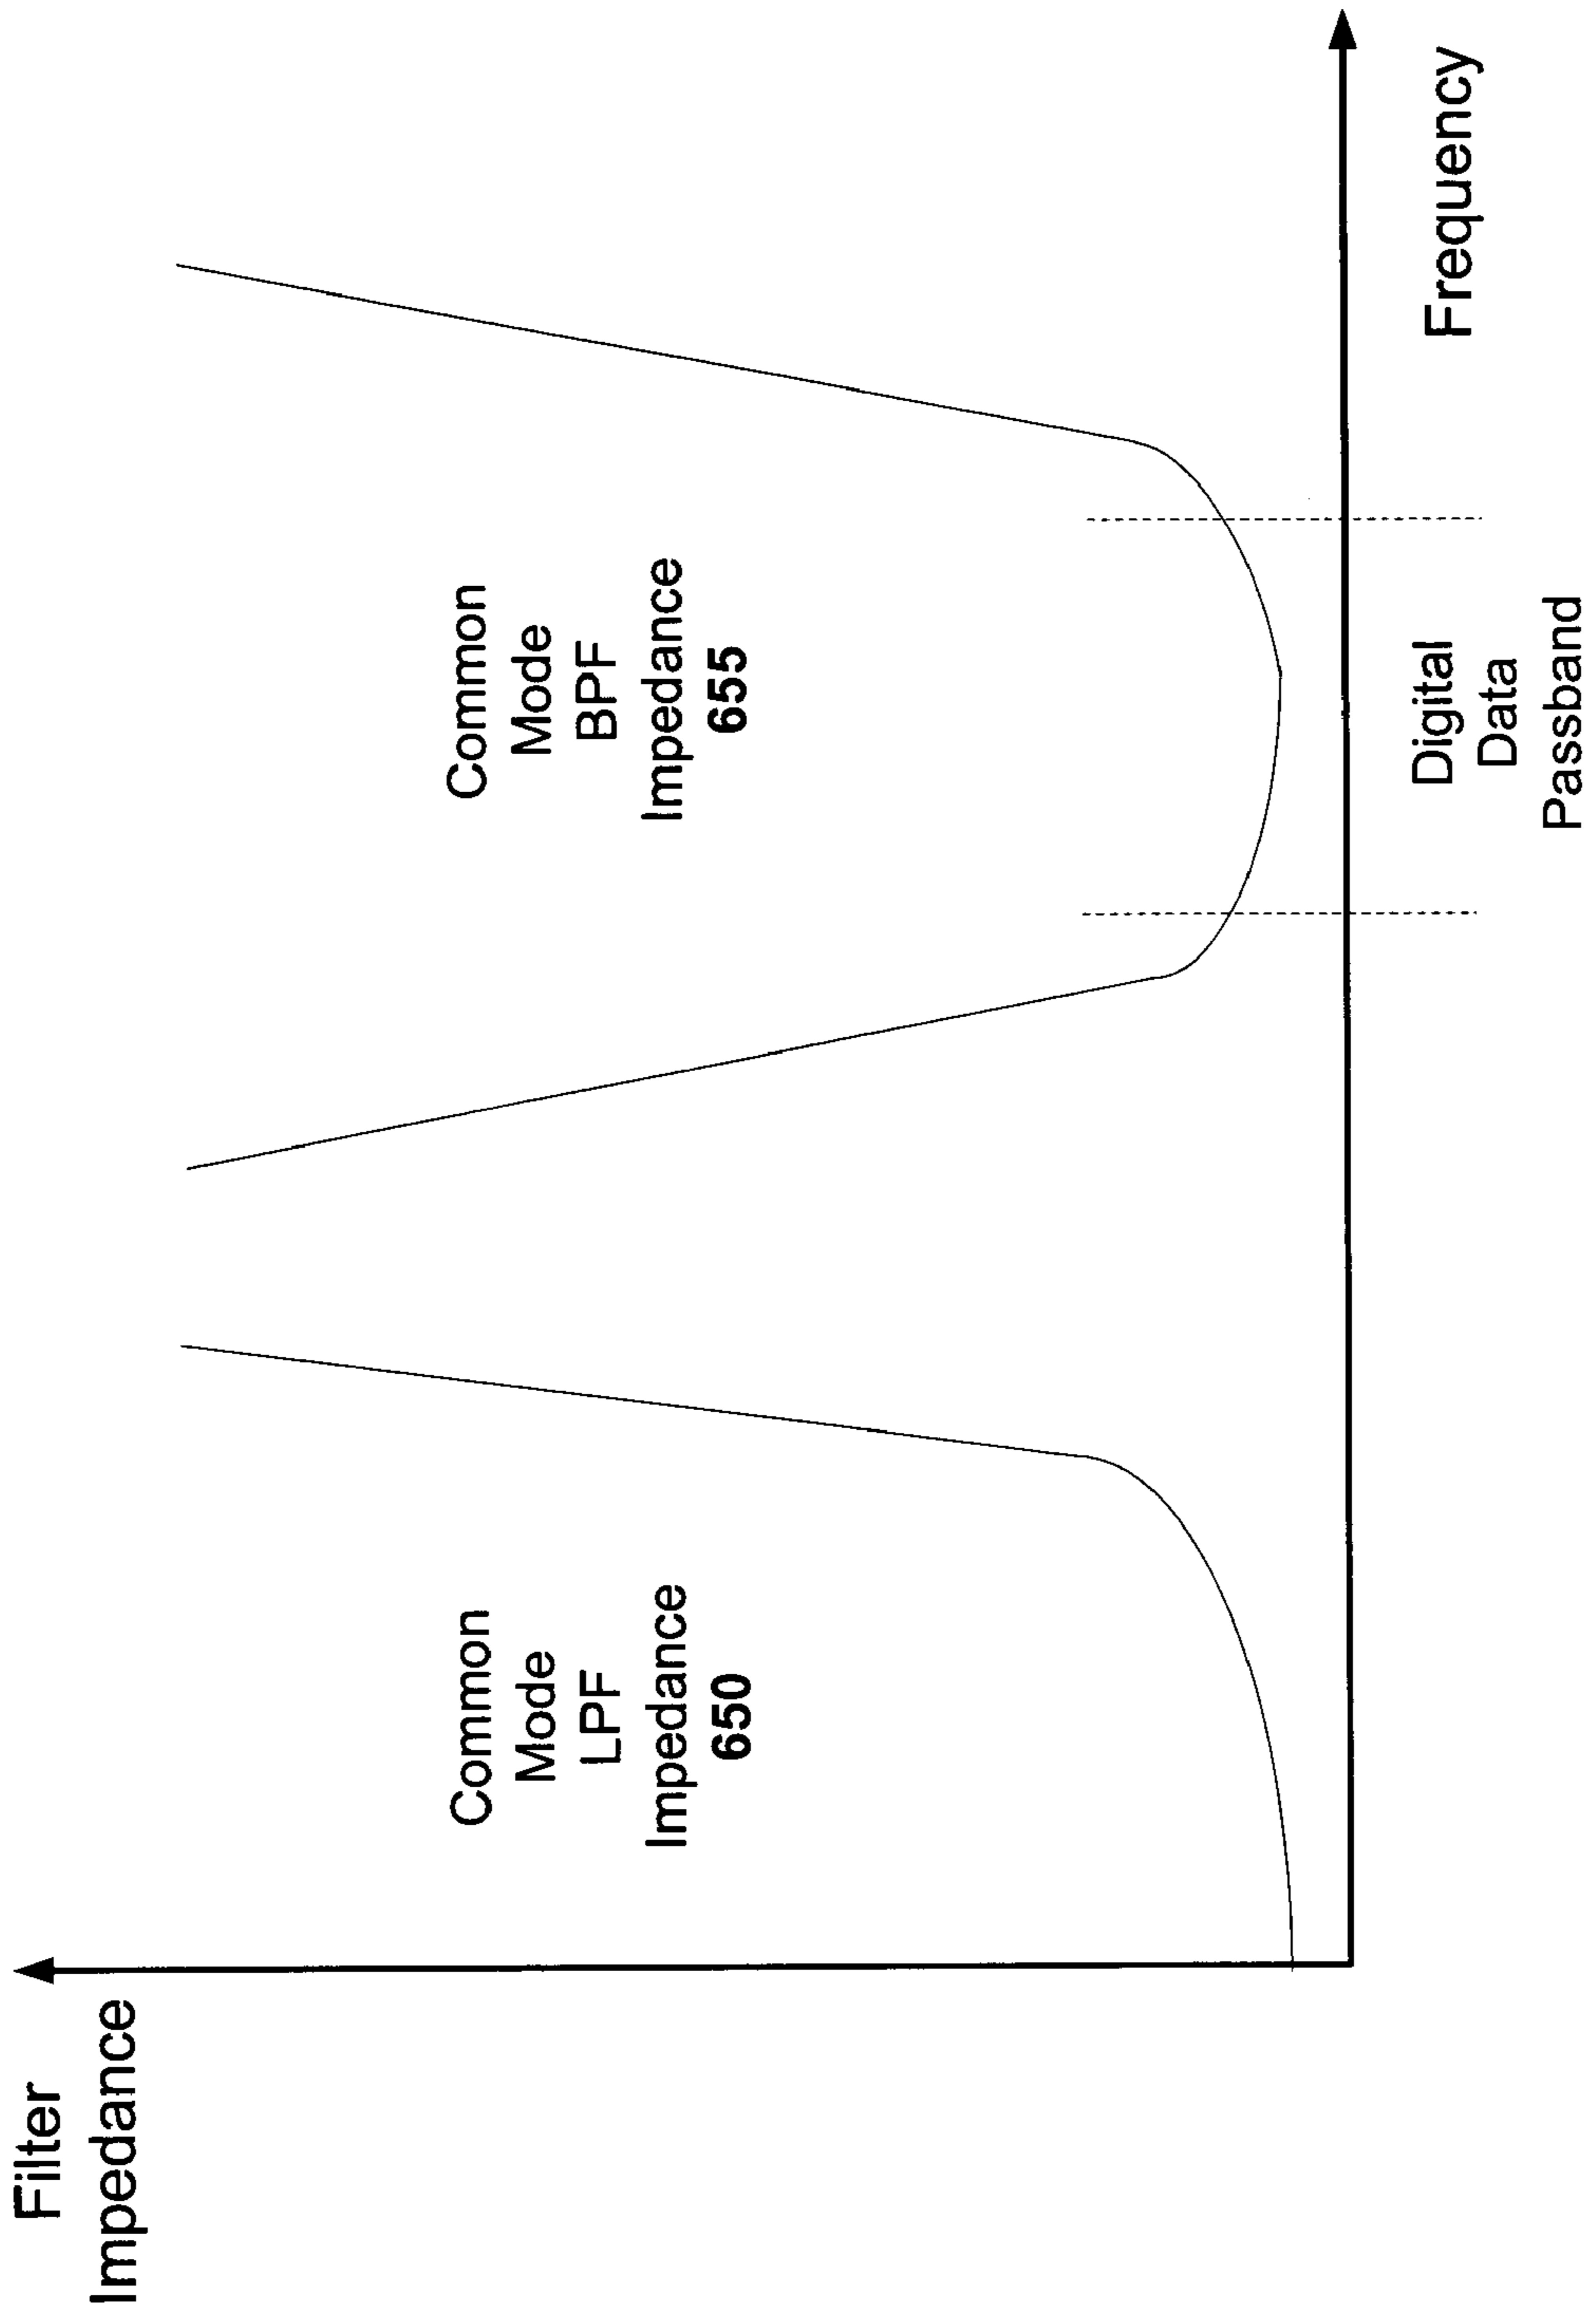 Filter
Impedance
Common
Mode
LPF
Impedance
650
Common
Mode
BPF
Impedance
655
Digital
Data
Passband
Frequency